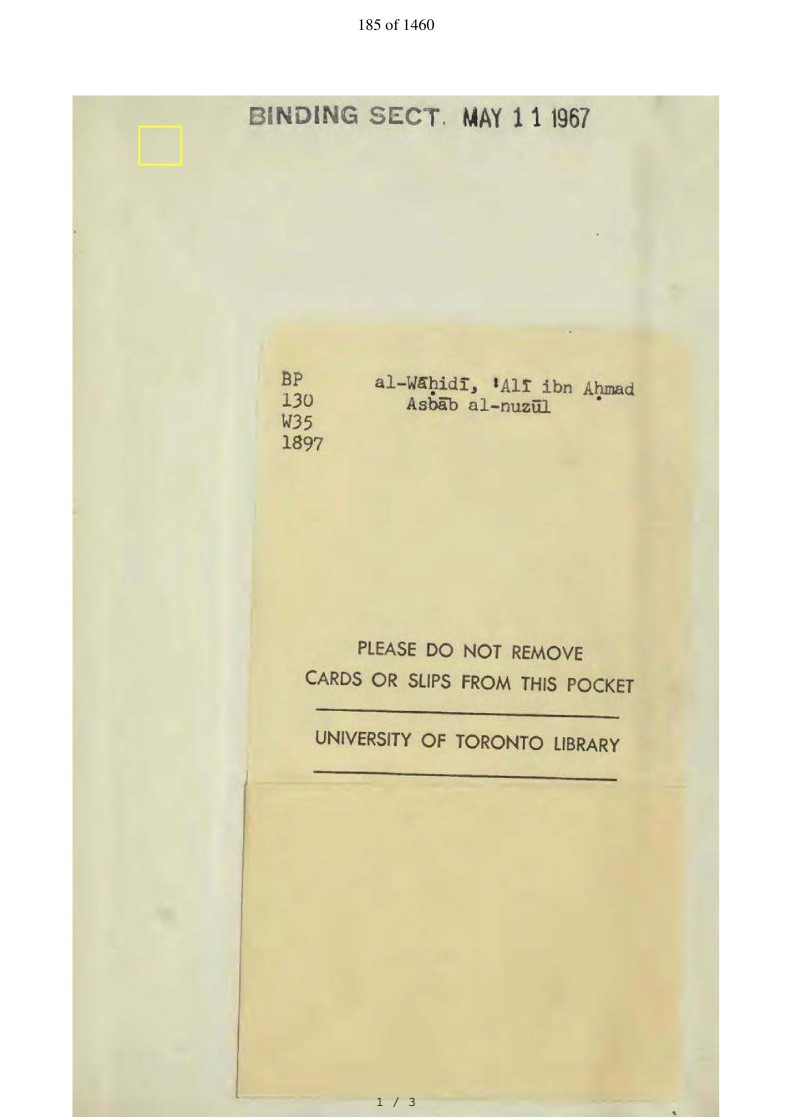 185 of 1460
BINDING SECT. MAY 11 1967
BP al-Wāḥidī, ʿAlī ibn Aḥmad
130 Asbāb al-nuzūl
W35
1897
PLEASE DO NOT REMOVE
CARDS OR SLIPS FROM THIS POCKET
UNIVERSITY OF TORONTO LIBRARY
1 / 3